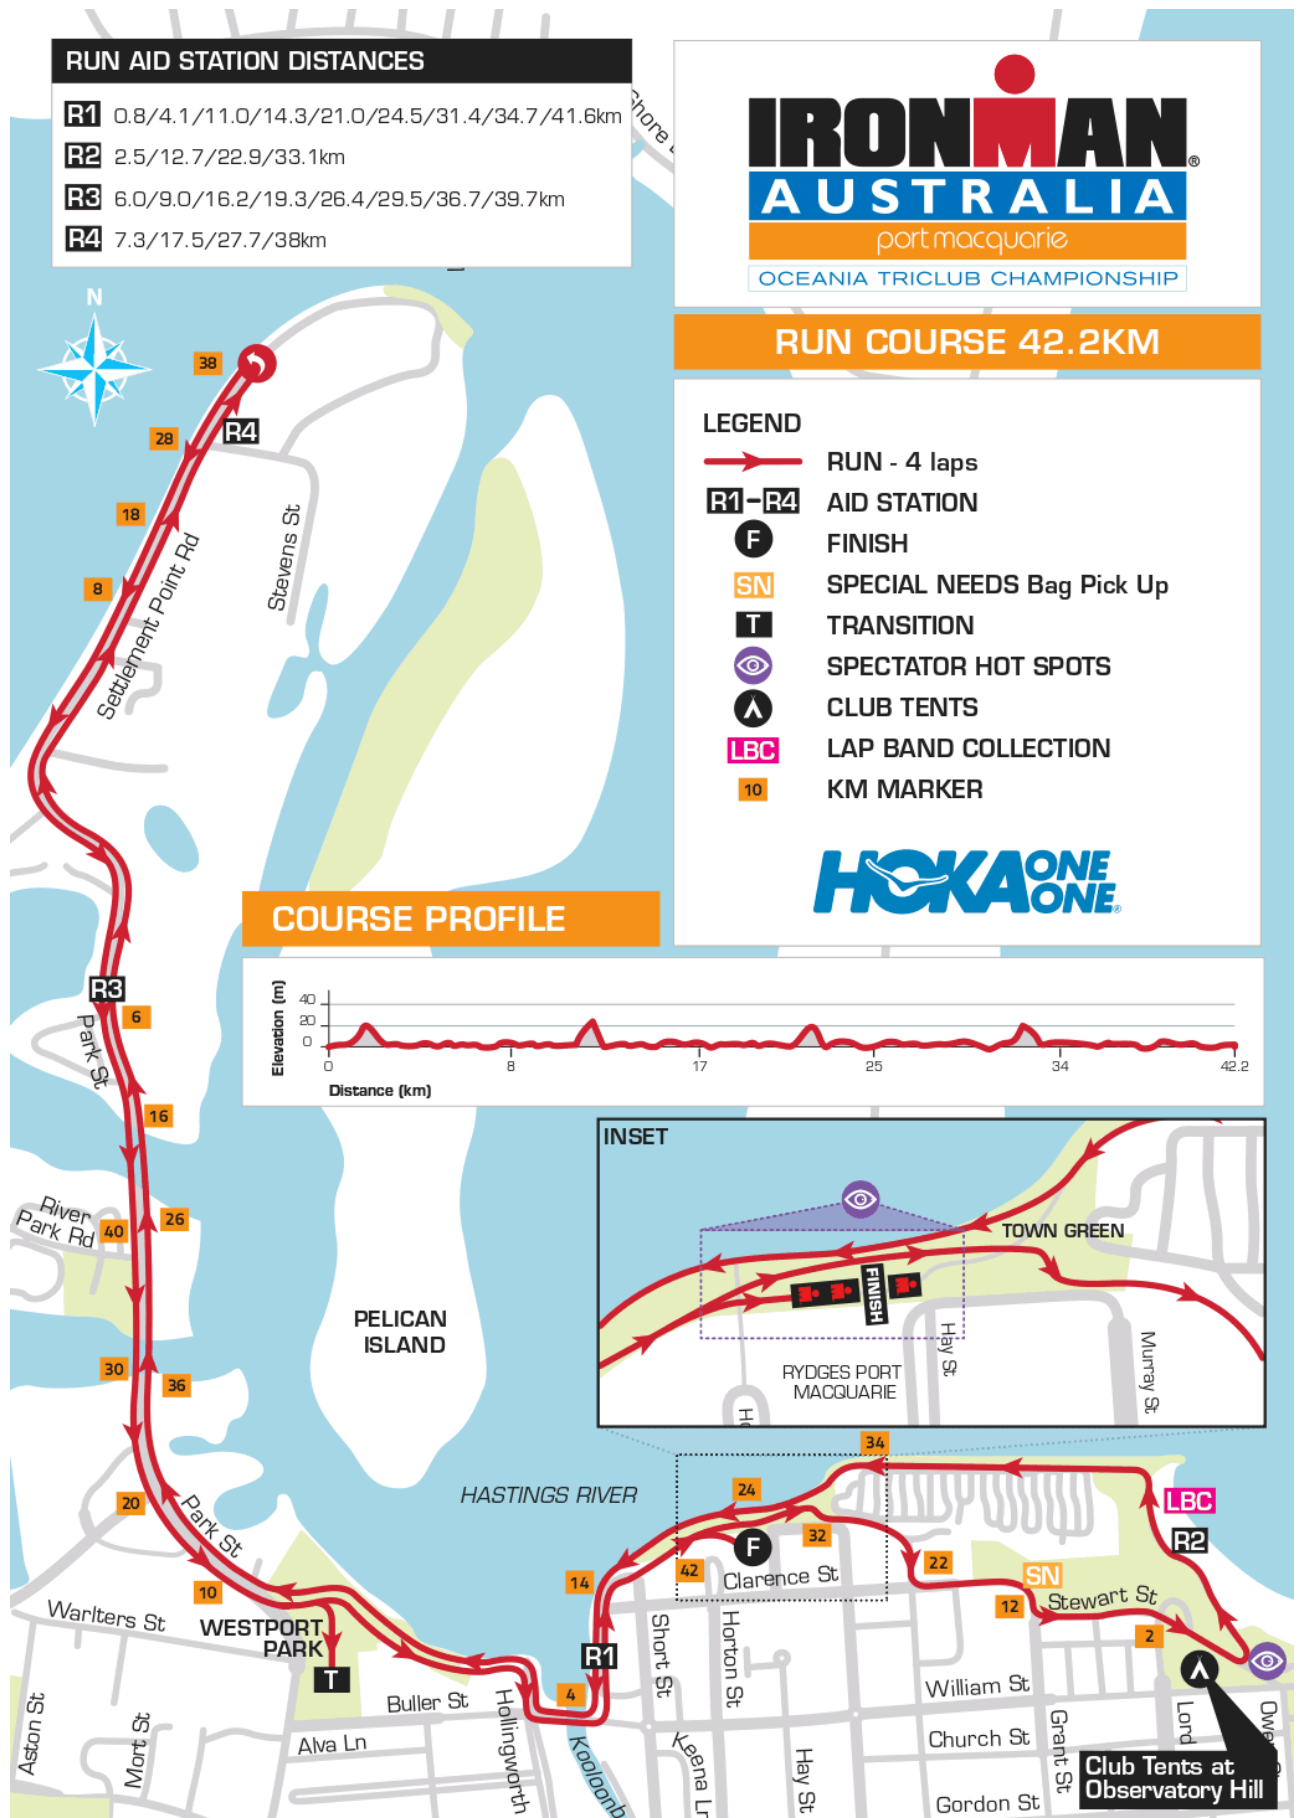 RUN AID STATION DISTANCES
R1 0.8/4.1/11.0/14.3/21.0/24.5/31.4/34.7/41.6km
R2 2.5/12.7/22.9/33.1km
R3 6.0/9.0/16.2/19.3/26.4/29.5/36.7/39.7km
R4 7.3/17.5/27.7/38km
IRONMAN®
AUSTRALIA
port macquarie
OCEANIA TRICLUB CHAMPIONSHIP
RUN COURSE 42.2KM
LEGEND
RUN - 4 laps
R1-R4 AID STATION
F FINISH
SN SPECIAL NEEDS Bag Pick Up
T TRANSITION
SPECTATOR HOT SPOTS
CLUB TENTS
LBC LAP BAND COLLECTION
10 KM MARKER
HOKA ONE ONE®
N
38
R4
28
18
8
Settlement Point Rd
Stevens St
R3
6
Park St
16
River
Park Rd
40
26
30
36
20
Park St
10
COURSE PROFILE
Elevation (m)
40
20
0
0
8
17
25
34
42.2
Distance (km)
PELICAN
ISLAND
INSET
TOWN GREEN
FINISH
RYDGES PORT
MACQUARIE
Hay St
Murray St
HASTINGS RIVER
34
24
LBC
R2
32
F
42
14
22
Clarence St
SN
12
Stewart St
2
Warlters St
WESTPORT
PARK
T
R1
4
Short St
Horton St
William St
Buller St
Hollingworth
Alva Ln
Aston St
Mort St
Keena Ln
Hay St
Church St
Grant St
Lord
Gordon St
Club Tents at
Observatory Hill